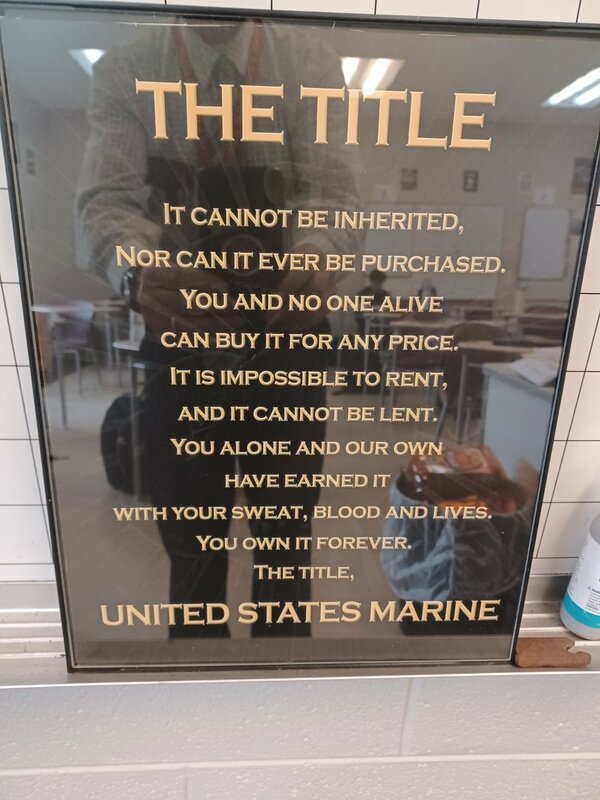 THE TITLE
IT CANNOT BE INHERITED,
NOR CAN IT EVER BE PURCHASED.
YOU AND NO ONE ALIVE
CAN BUY IT FOR ANY PRICE.
IT IS IMPOSSIBLE TO RENT,
AND IT CANNOT BE LENT.
YOU ALONE AND OUR OWN
HAVE EARNED IT
WITH YOUR SWEAT, BLOOD AND LIVES.
YOU OWN IT FOREVER.
THE TITLE,
UNITED STATES MARINE